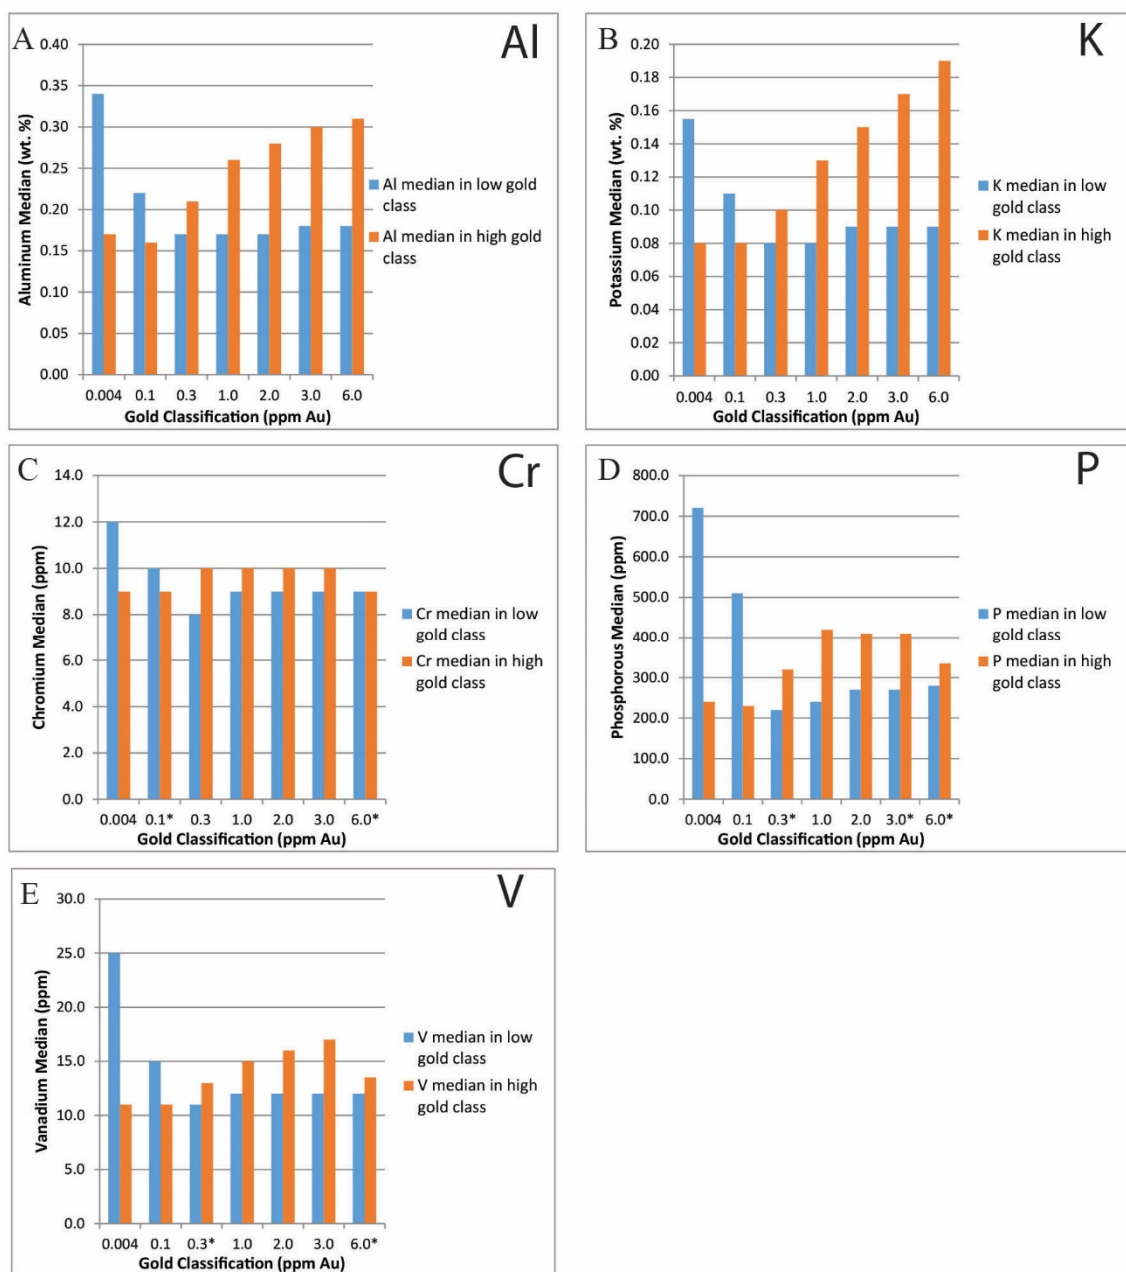 A
Al
0.40
0.35
0.30
0.25
0.20
0.15
0.10
0.05
0.00
Aluminum Median (wt. %)
0.004 0.1 0.3 1.0 2.0 3.0 6.0
Gold Classification (ppm Au)
Al median in low gold
class
Al median in high gold
class
B
K
0.20
0.18
0.16
0.14
0.12
0.10
0.08
0.06
0.04
0.02
0.00
Potassium Median (wt. %)
0.004 0.1 0.3 1.0 2.0 3.0 6.0
Gold Classification (ppm Au)
K median in low
gold class
K median in high
gold class
C
Cr
14.0
12.0
10.0
8.0
6.0
4.0
2.0
0.0
Chromium Median (ppm)
0.004 0.1* 0.3 1.0 2.0 3.0 6.0*
Gold Classification (ppm Au)
Cr median in low
gold class
Cr median in high
gold class
D
P
800.0
700.0
600.0
500.0
400.0
300.0
200.0
100.0
0.0
Phosphorous Median (ppm)
0.004 0.1 0.3* 1.0 2.0 3.0* 6.0*
Gold Classification (ppm Au)
P median in low
gold class
P median in high
gold class
E
V
30.0
25.0
20.0
15.0
10.0
5.0
0.0
Vanadium Median (ppm)
0.004 0.1 0.3* 1.0 2.0 3.0 6.0*
Gold Classification (ppm Au)
V median in low
gold class
V median in high
gold class